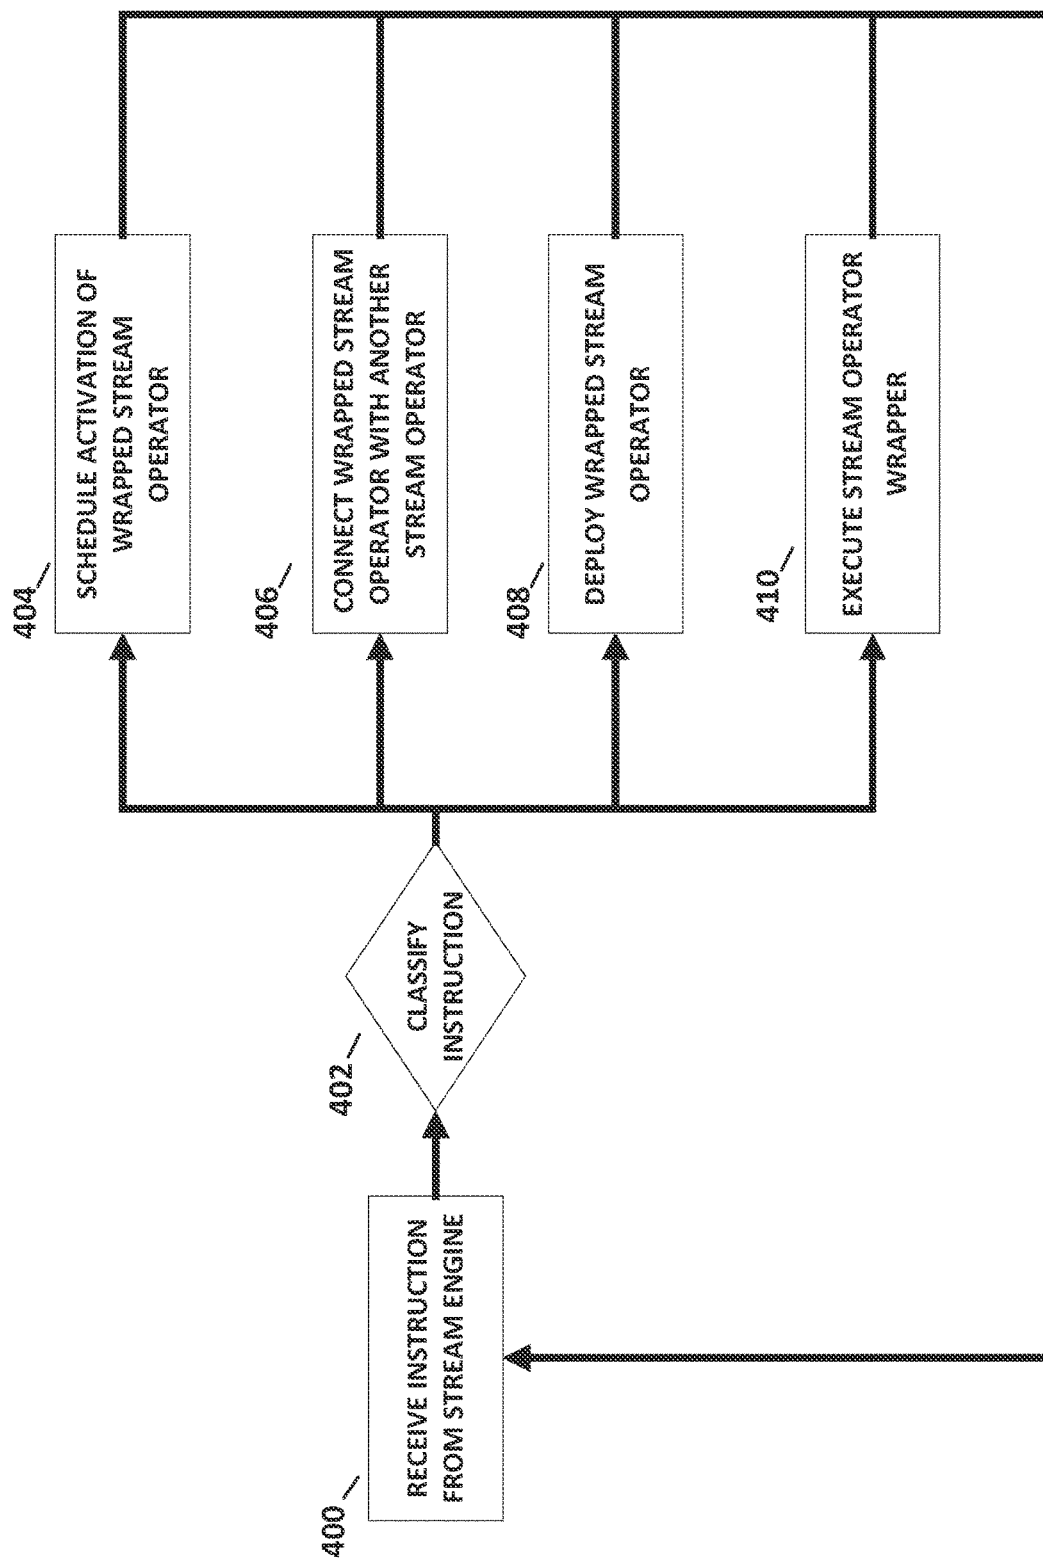 400
RECEIVE INSTRUCTION
FROM STREAM ENGINE
402
CLASSIFY
INSTRUCTION
404
SCHEDULE ACTIVATION OF
WRAPPED STREAM
OPERATOR
406
CONNECT WRAPPED STREAM
OPERATOR WITH ANOTHER
STREAM OPERATOR
408
DEPLOY WRAPPED STREAM
OPERATOR
410
EXECUTE STREAM OPERATOR
WRAPPER